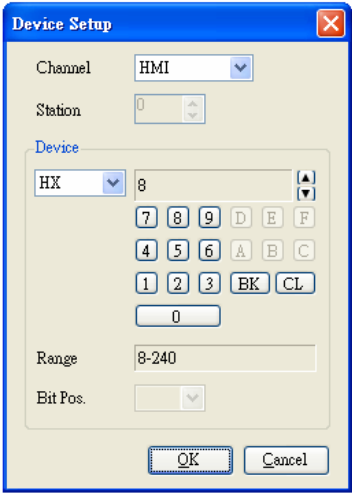 Device Setup
Channel HMI
Station 0
Device
HX 8
7 8 9 D E F
4 5 6 A B C
1 2 3 BK CL
0
Range 8-240
Bit Pos.
OK Cancel